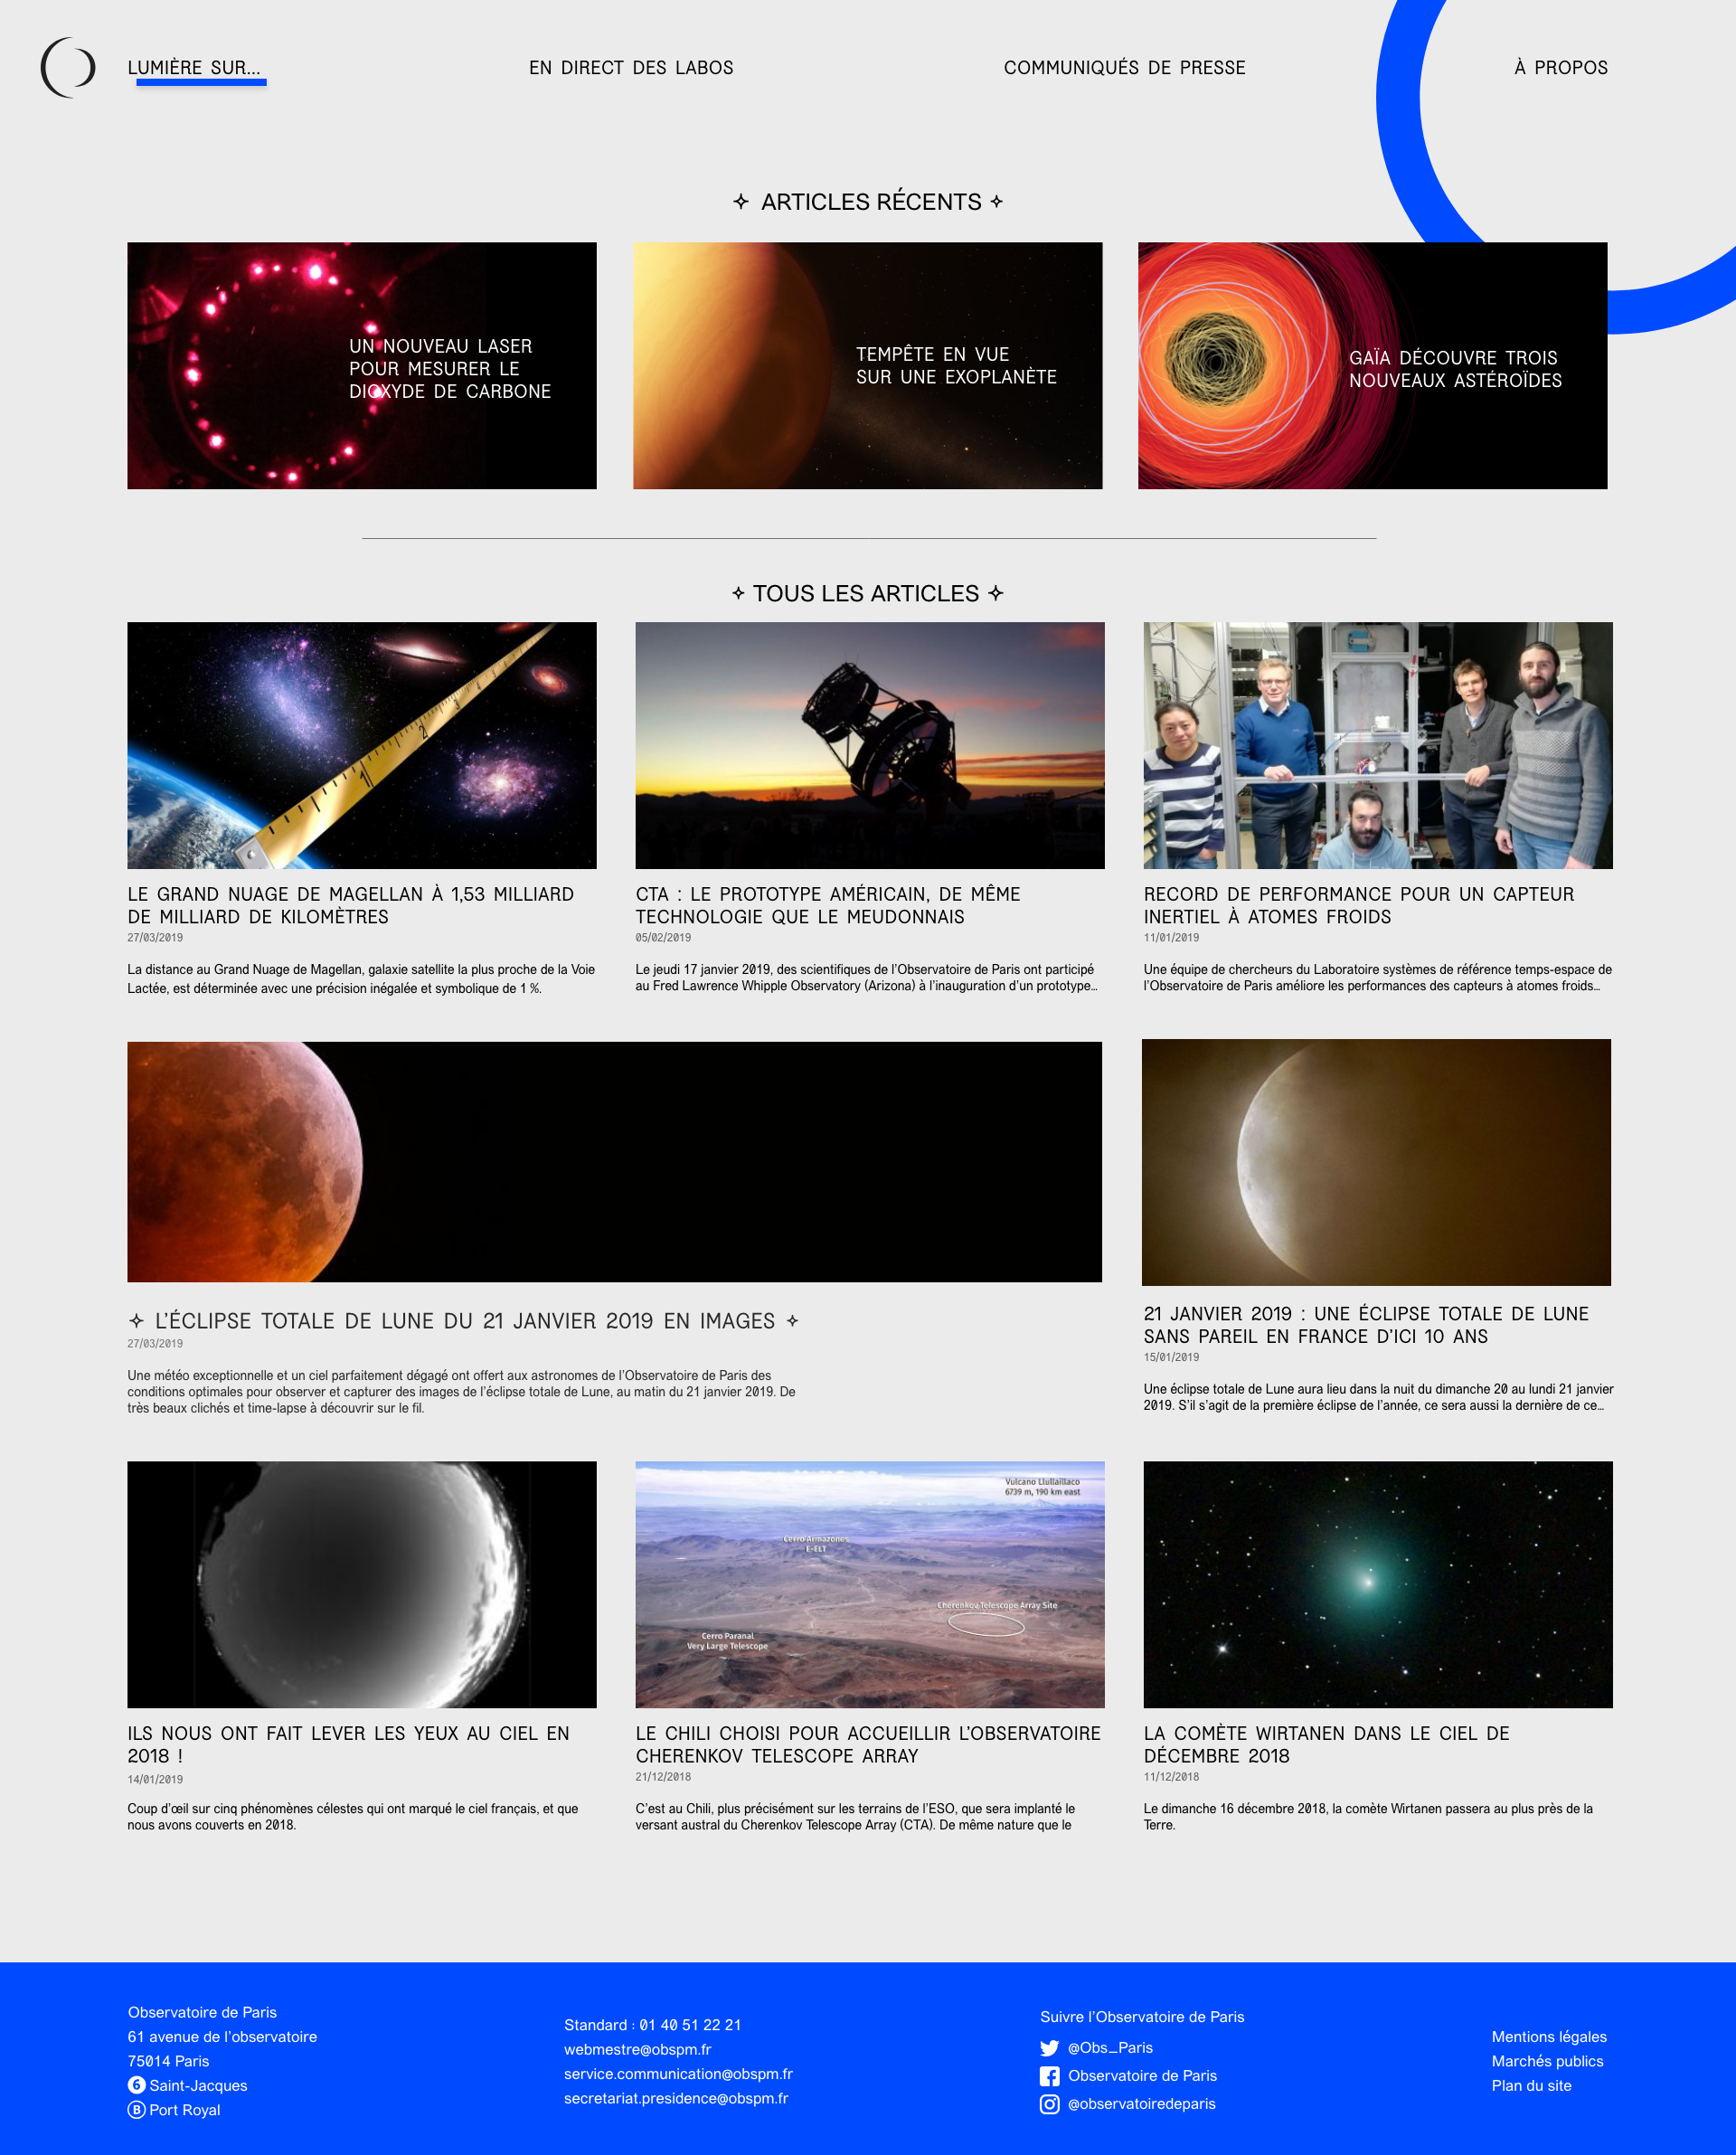 LUMIÈRE SUR...
EN DIRECT DES LABOS
COMMUNIQUÉS DE PRESSE
À PROPOS
ARTICLES RÉCENTS
UN NOUVEAU LASER
POUR MESURER LE
DIOXYDE DE CARBONE
TEMPÊTE EN VUE
SUR UNE EXOPLANÈTE
GAÏA DÉCOUVRE TROIS
NOUVEAUX ASTÉROÏDES
TOUS LES ARTICLES
1
2
LE GRAND NUAGE DE MAGELLAN À 1,53 MILLIARD
DE MILLIARD DE KILOMÈTRES
27/03/2019
La distance au Grand Nuage de Magellan, galaxie satellite la plus proche de la Voie
Lactée, est déterminée avec une précision inégalée et symbolique de 1 %.
CTA : LE PROTOTYPE AMÉRICAIN, DE MÊME
TECHNOLOGIE QUE LE MEUDONNAIS
05/02/2019
Le jeudi 17 janvier 2019, des scientifiques de l'Observatoire de Paris ont participé
au Fred Lawrence Whipple Observatory (Arizona) à l'inauguration d'un prototype…
RECORD DE PERFORMANCE POUR UN CAPTEUR
INERTIEL À ATOMES FROIDS
11/01/2019
Une équipe de chercheurs du Laboratoire systèmes de référence temps-espace de
l'Observatoire de Paris améliore les performances des capteurs à atomes froids…
L'ÉCLIPSE TOTALE DE LUNE DU 21 JANVIER 2019 EN IMAGES
27/03/2019
Une météo exceptionnelle et un ciel parfaitement dégagé ont offert aux astronomes de l'Observatoire de Paris des
conditions optimales pour observer et capturer des images de l'éclipse totale de Lune, au matin du 21 janvier 2019. De
très beaux clichés et time-lapse à découvrir sur le fil.
21 JANVIER 2019 : UNE ÉCLIPSE TOTALE DE LUNE
SANS PAREIL EN FRANCE D'ICI 10 ANS
15/01/2019
Une éclipse totale de Lune aura lieu dans la nuit du dimanche 20 au lundi 21 janvier
2019. S'il s'agit de la première éclipse de l'année, ce sera aussi la dernière de ce…
Vulcano Llullaillaco
6739 m, 190 km east
Cerro Armazones
E-ELT
Cherenkov Telescope Array Site
Cerro Paranal
Very Large Telescope
ILS NOUS ONT FAIT LEVER LES YEUX AU CIEL EN
2018 !
14/01/2019
Coup d'œil sur cinq phénomènes célestes qui ont marqué le ciel français, et que
nous avons couverts en 2018.
LE CHILI CHOISI POUR ACCUEILLIR L'OBSERVATOIRE
CHERENKOV TELESCOPE ARRAY
21/12/2018
C'est au Chili, plus précisément sur les terrains de l'ESO, que sera implanté le
versant austral du Cherenkov Telescope Array (CTA). De même nature que le
LA COMÈTE WIRTANEN DANS LE CIEL DE
DÉCEMBRE 2018
11/12/2018
Le dimanche 16 décembre 2018, la comète Wirtanen passera au plus près de la
Terre.
Observatoire de Paris
61 avenue de l'observatoire
75014 Paris
6 Saint-Jacques
B Port Royal
Standard : 01 40 51 22 21
webmestre@obspm.fr
service.communication@obspm.fr
secretariat.presidence@obspm.fr
Suivre l'Observatoire de Paris
@Obs_Paris
Observatoire de Paris
@observatoiredeparis
Mentions légales
Marchés publics
Plan du site